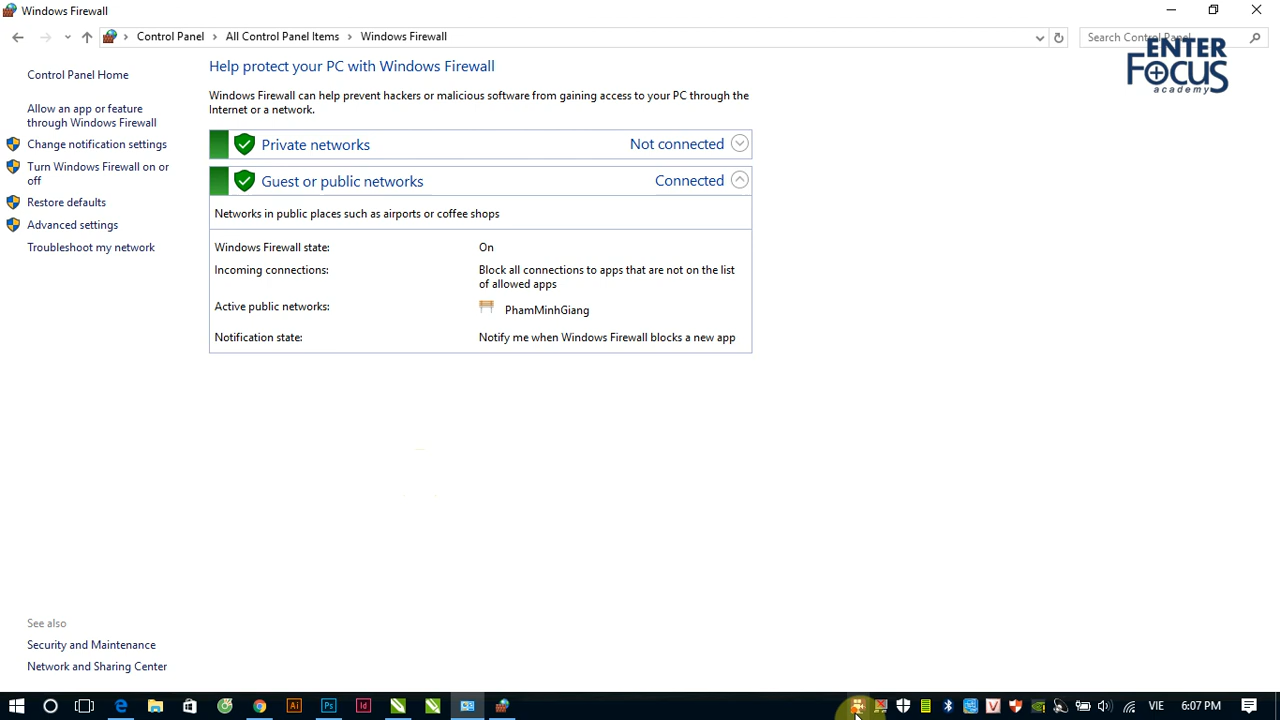 Windows Firewall
Control Panel > All Control Panel Items > Windows Firewall
Search Control Panel
ENTER
FOCUS
academy
Control Panel Home
Allow an app or feature
through Windows Firewall
Change notification settings
Turn Windows Firewall on or
off
Restore defaults
Advanced settings
Troubleshoot my network
Help protect your PC with Windows Firewall
Windows Firewall can help prevent hackers or malicious software from gaining access to your PC through the
Internet or a network.
Private networks Not connected
Guest or public networks Connected
Networks in public places such as airports or coffee shops
Windows Firewall state: On
Incoming connections: Block all connections to apps that are not on the list
of allowed apps
Active public networks: PhamMinhGiang
Notification state: Notify me when Windows Firewall blocks a new app
See also
Security and Maintenance
Network and Sharing Center
Ai Ps Id V VIE 6:07 PM